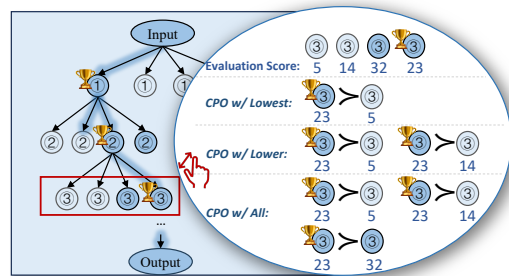 Input
① ① ①
② ② ② ②
③ ③ ③ ③
...
Output
③ ③ ③ ③
Evaluation Score: 5 14 32 23
CPO w/ Lowest: ③ ≻ ③
23 5
CPO w/ Lower: ③ ≻ ③ ③ ≻ ③
23 5 23 14
CPO w/ All: ③ ≻ ③ ③ ≻ ③
23 5 23 14
③ ≻ ③
23 32